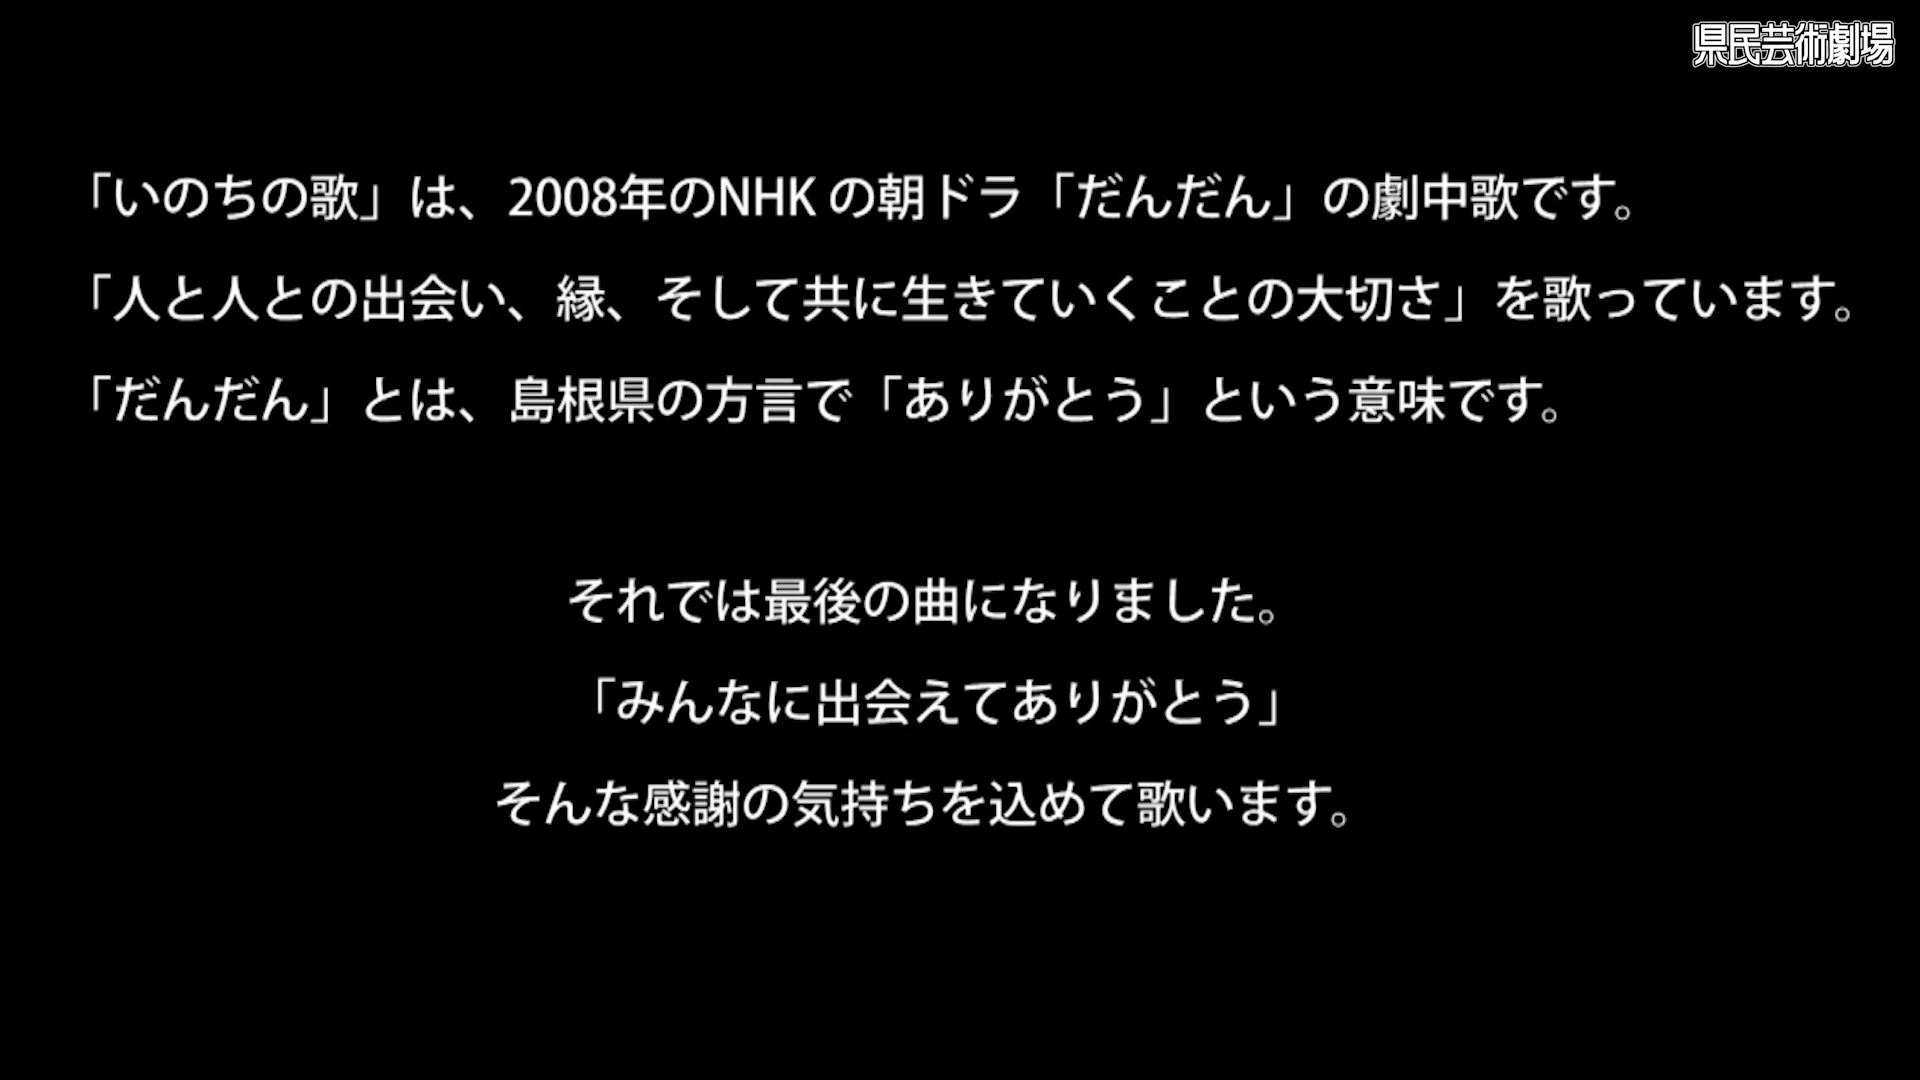 県民芸術劇場
「いのちの歌」は、2008年のNHK の朝ドラ「だんだん」の劇中歌です。
「人と人との出会い、縁、そして共に生きていくことの大切さ」を歌っています。
「だんだん」とは、島根県の方言で「ありがとう」という意味です。
それでは最後の曲になりました。
「みんなに出会えてありがとう」
そんな感謝の気持ちを込めて歌います。